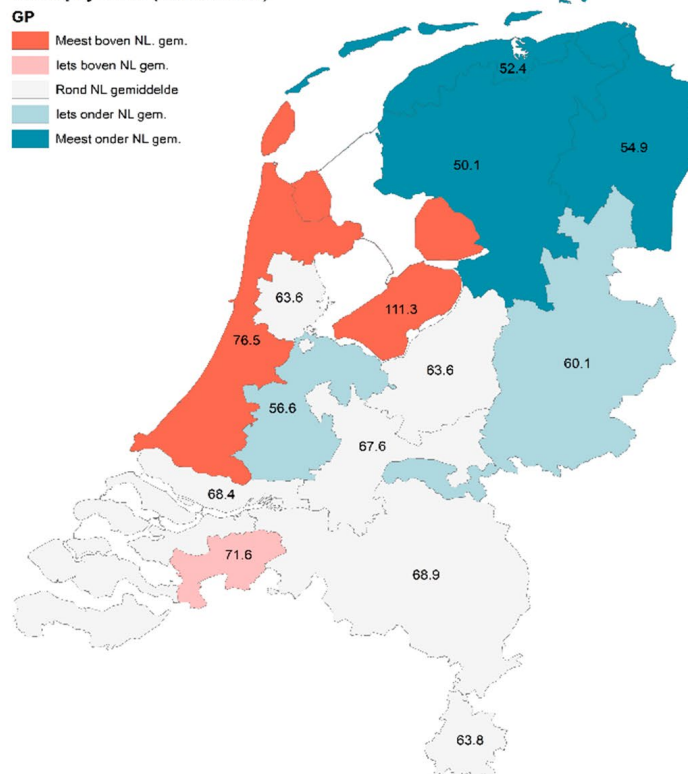 GP
Meest boven NL. gem.
Iets boven NL gem.
Rond NL gemiddelde
Iets onder NL gem.
Meest onder NL gem.
52.4
54.9
50.1
63.6
111.3
76.5
63.6
60.1
56.6
67.6
68.4
71.6
68.9
63.8